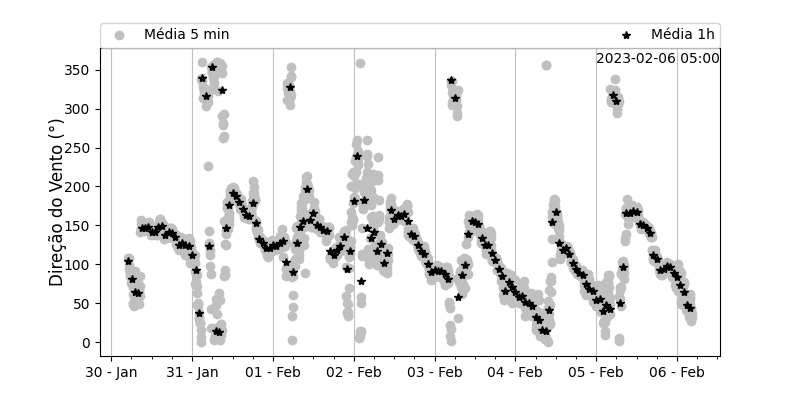 Média 5 min
Média 1h
2023-02-06 05:00
Direção do Vento (°)
350
300
250
200
150
100
50
0
30 - Jan
31 - Jan
01 - Feb
02 - Feb
03 - Feb
04 - Feb
05 - Feb
06 - Feb